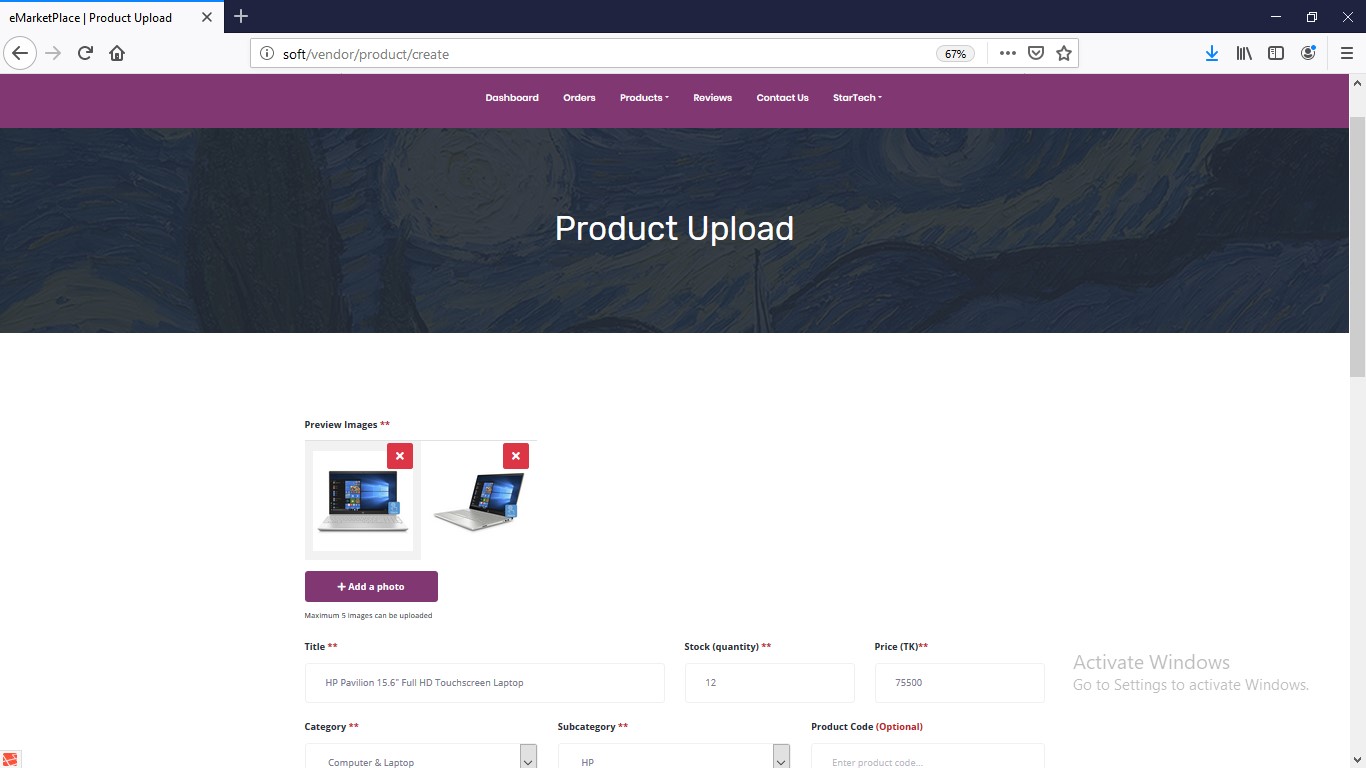 eMarketPlace | Product Upload
soft/vendor/product/create
67%
Dashboard Orders Products Reviews Contact Us StarTech
Product Upload
Preview Images **
Add a photo
Maximum 5 images can be uploaded
Title ** Stock (quantity) ** Price (TK)**
HP Pavilion 15.6" Full HD Touchscreen Laptop 12 75500
Activate Windows
Go to Settings to activate Windows.
Category ** Subcategory ** Product Code (Optional)
Computer & Laptop HP Enter product code...